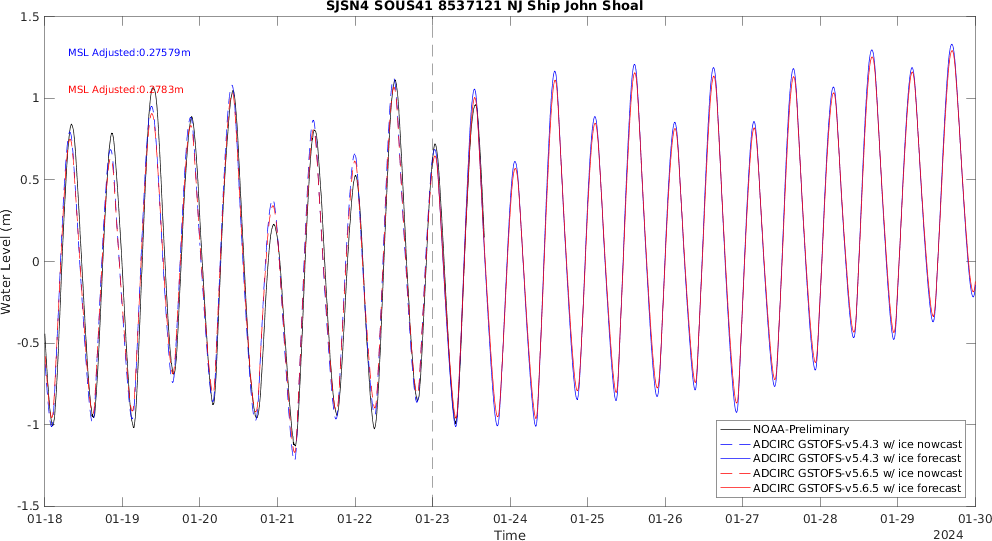 SJSN4 SOUS41 8537121 NJ Ship John Shoal
1.5
1
0.5
0
-0.5
-1
-1.5
Water Level (m)
MSL Adjusted:0.27579m
MSL Adjusted:0.2783m
NOAA-Preliminary
ADCIRC GSTOFS-v5.4.3 w/ ice nowcast
ADCIRC GSTOFS-v5.4.3 w/ ice forecast
ADCIRC GSTOFS-v5.6.5 w/ ice nowcast
ADCIRC GSTOFS-v5.6.5 w/ ice forecast
01-18 01-19 01-20 01-21 01-22 01-23 01-24 01-25 01-26 01-27 01-28 01-29 01-30
Time
2024